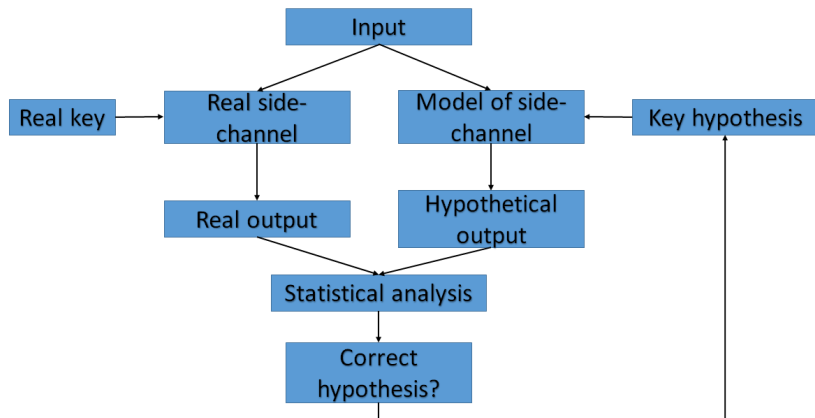 Input
Real key
Real side-
channel
Model of side-
channel
Key hypothesis
Real output
Hypothetical
output
Statistical analysis
Correct
hypothesis?